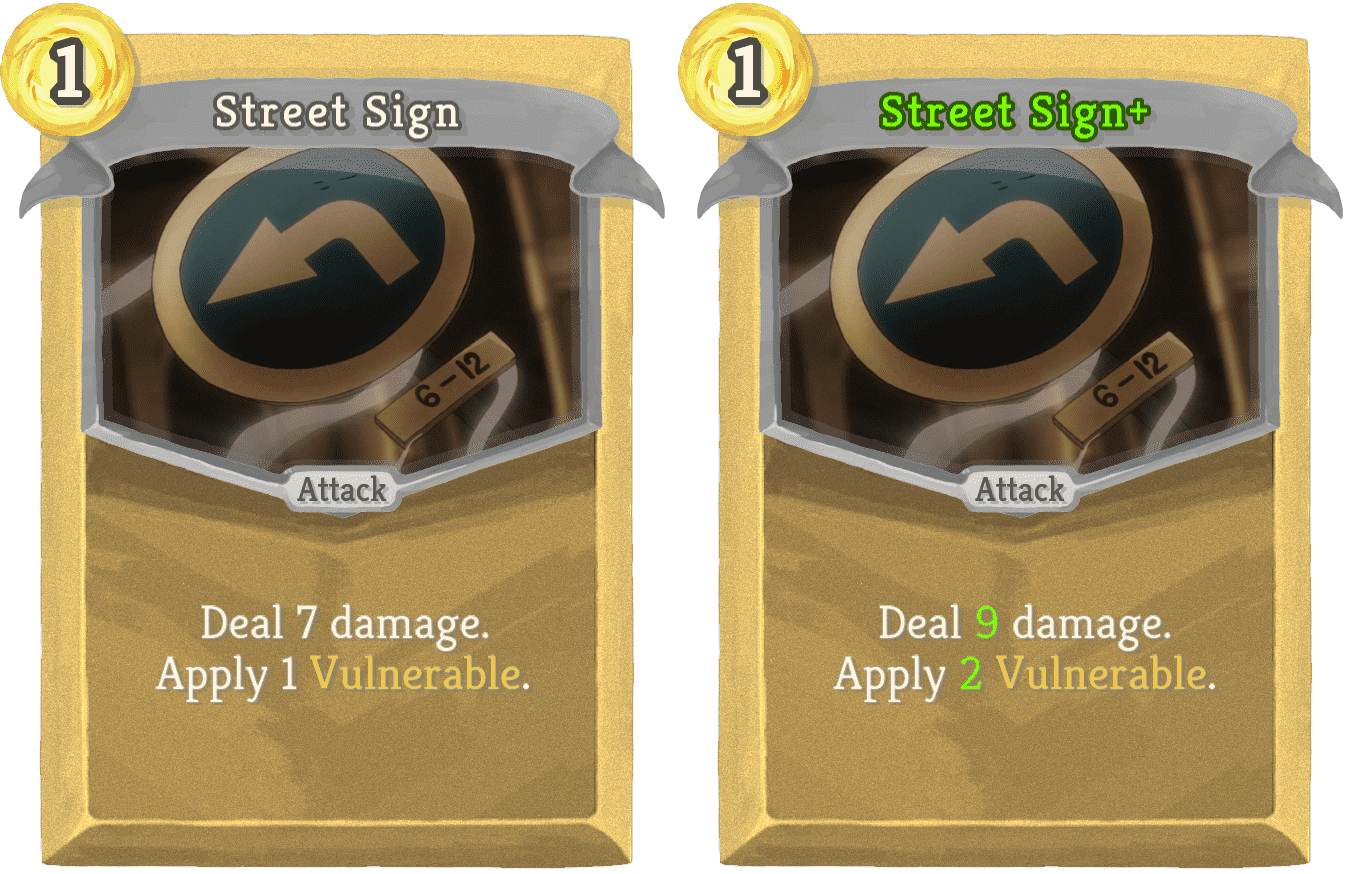 1
Street Sign
6-12
Attack
Deal 7 damage.
Apply 1 Vulnerable.
1
Street Sign+
6-12
Attack
Deal 9 damage.
Apply 2 Vulnerable.